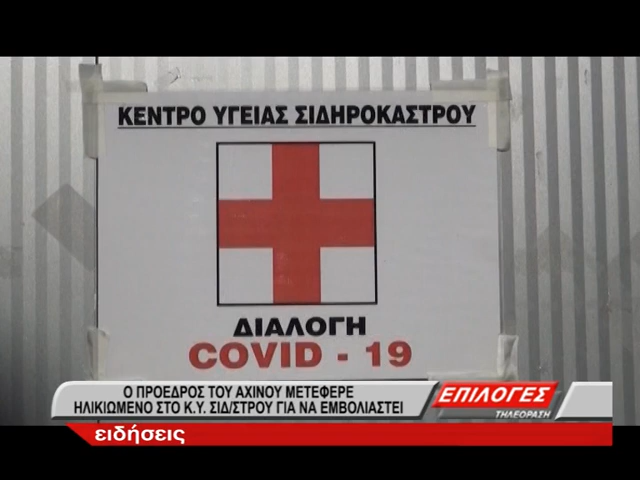 ΚΕΝΤΡΟ ΥΓΕΙΑΣ ΣΙΔΗΡΟΚΑΣΤΡΟΥ
ΔΙΑΛΟΓΗ
COVID - 19
Ο ΠΡΟΕΔΡΟΣ ΤΟΥ ΑΧΙΝΟΥ ΜΕΤΕΦΕΡΕ
ΗΛΙΚΙΩΜΕΝΟ ΣΤΟ Κ.Υ. ΣΙΔ/ΣΤΡΟΥ ΓΙΑ ΝΑ ΕΜΒΟΛΙΑΣΤΕΙ
ΕΠΙΛΟΓΕΣ
ΤΗΛΕΟΡΑΣΗ
ειδήσεις